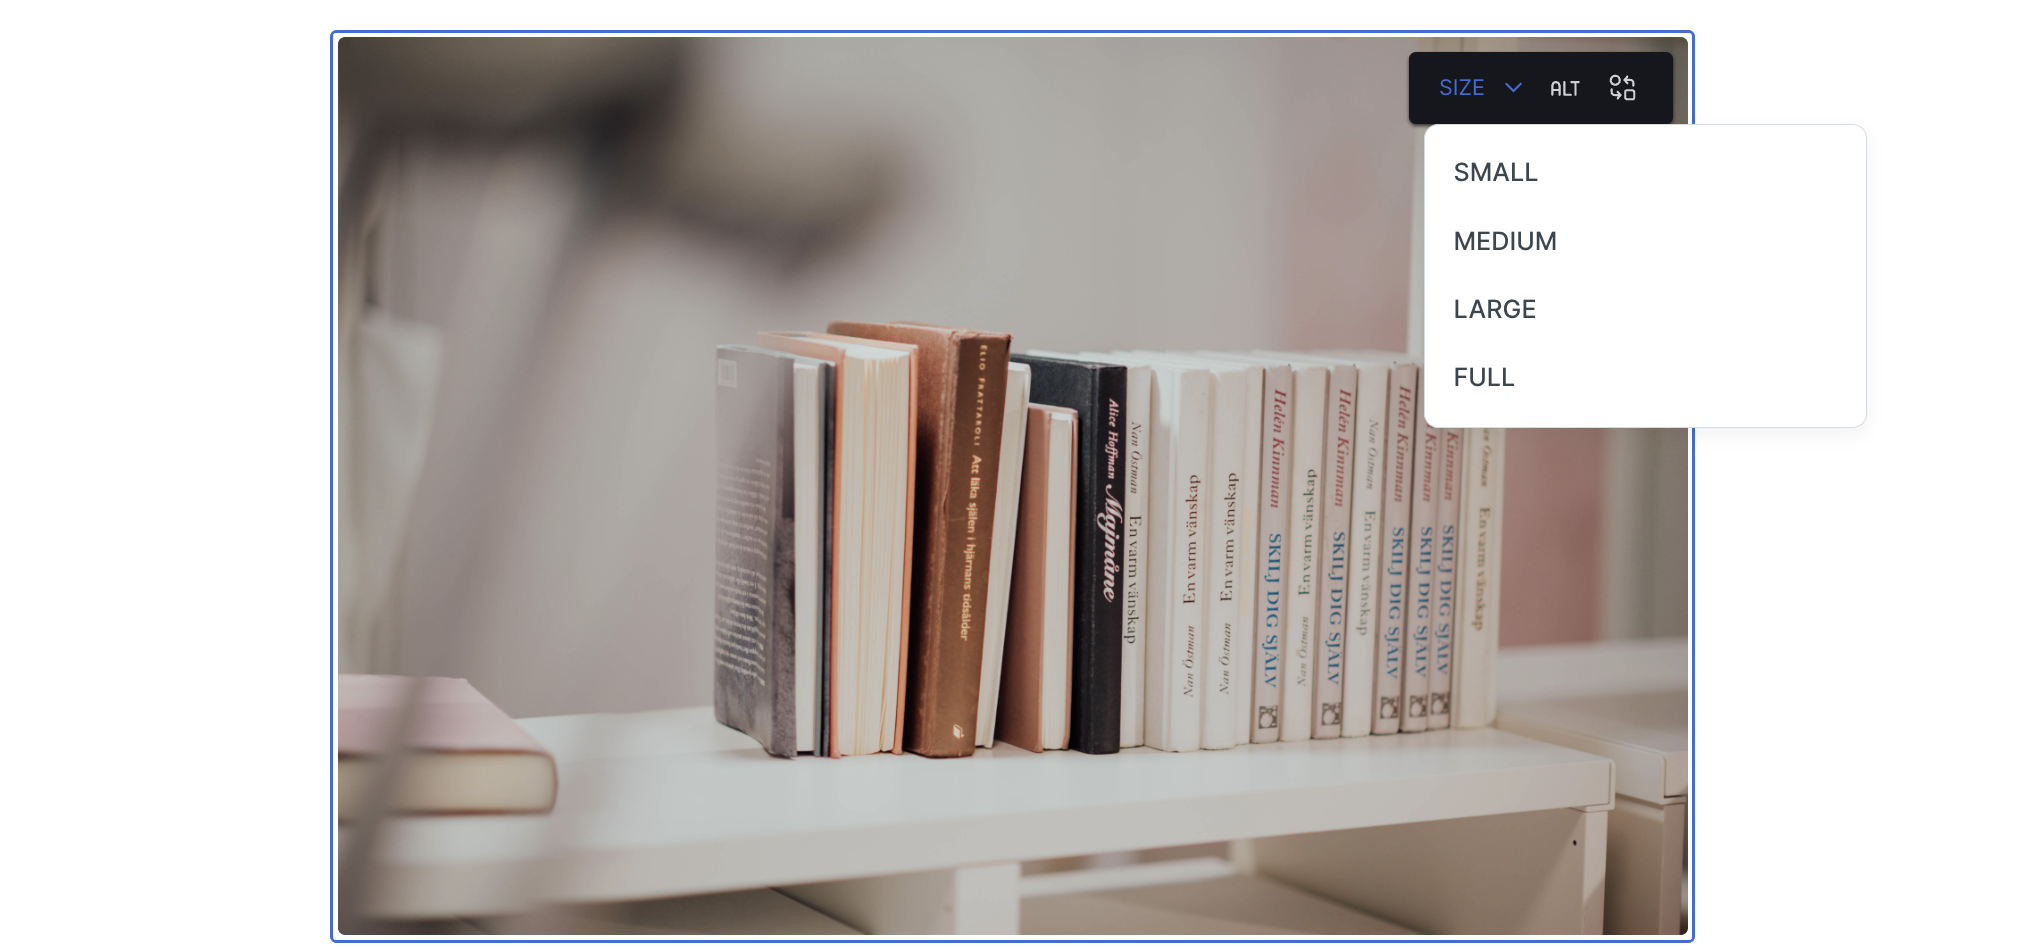 SIZE ALT
SMALL
MEDIUM
LARGE
FULL
ELIO FRATTAROLI Att läka själen i hjärnans tidsålder
Alice Hoffman Majmåne
Nan Östman En varm vänskap
Nan Östman En varm vänskap
Nan Östman En varm vänskap
Helén Kinnman SKILJ DIG SJÄLV
Nan Östman En varm vänskap
Helén Kinnman SKILJ DIG SJÄLV
Nan Östman En varm vänskap
Helén Kinnman SKILJ DIG SJÄLV
Kinnman SKILJ DIG SJÄLV
Kinnman SKILJ DIG SJÄLV
Östman En varm vänskap